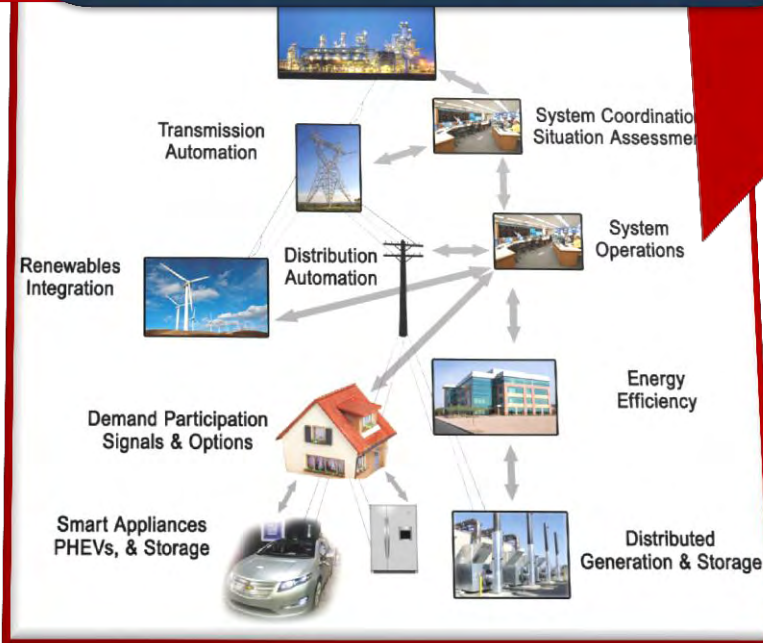 Transmission
Automation
System Coordination
Situation Assessmen
Distribution
Automation
System
Operations
Renewables
Integration
Demand Participation
Signals & Options
Energy
Efficiency
Smart Appliances
PHEVs, & Storage
Distributed
Generation & Storage